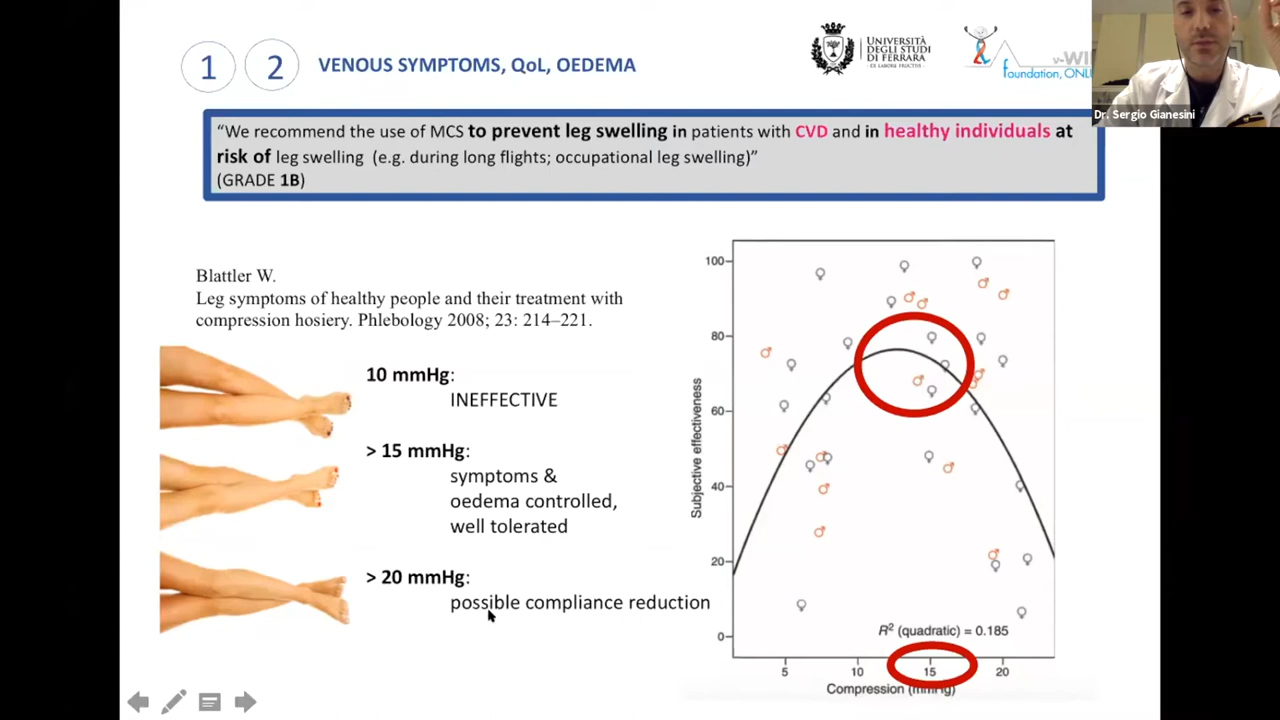 1
2
VENOUS SYMPTOMS, QoL, OEDEMA
UNIVERSITÀ
DEGLI STUDI
DI FERRARA
EX LABORE FRUCTUS
foundation, ONL
Dr. Sergio Gianesini
“We recommend the use of MCS to prevent leg swelling in patients with CVD and in healthy individuals at
risk of leg swelling (e.g. during long flights; occupational leg swelling)”
(GRADE 1B)
Blattler W.
Leg symptoms of healthy people and their treatment with
compression hosiery. Phlebology 2008; 23: 214–221.
10 mmHg:
INEFFECTIVE
> 15 mmHg:
symptoms &
oedema controlled,
well tolerated
> 20 mmHg:
possible compliance reduction
Subjective effectiveness
100
80
60
40
20
0
R² (quadratic) = 0.185
5
10
15
20
Compression (mmHg)